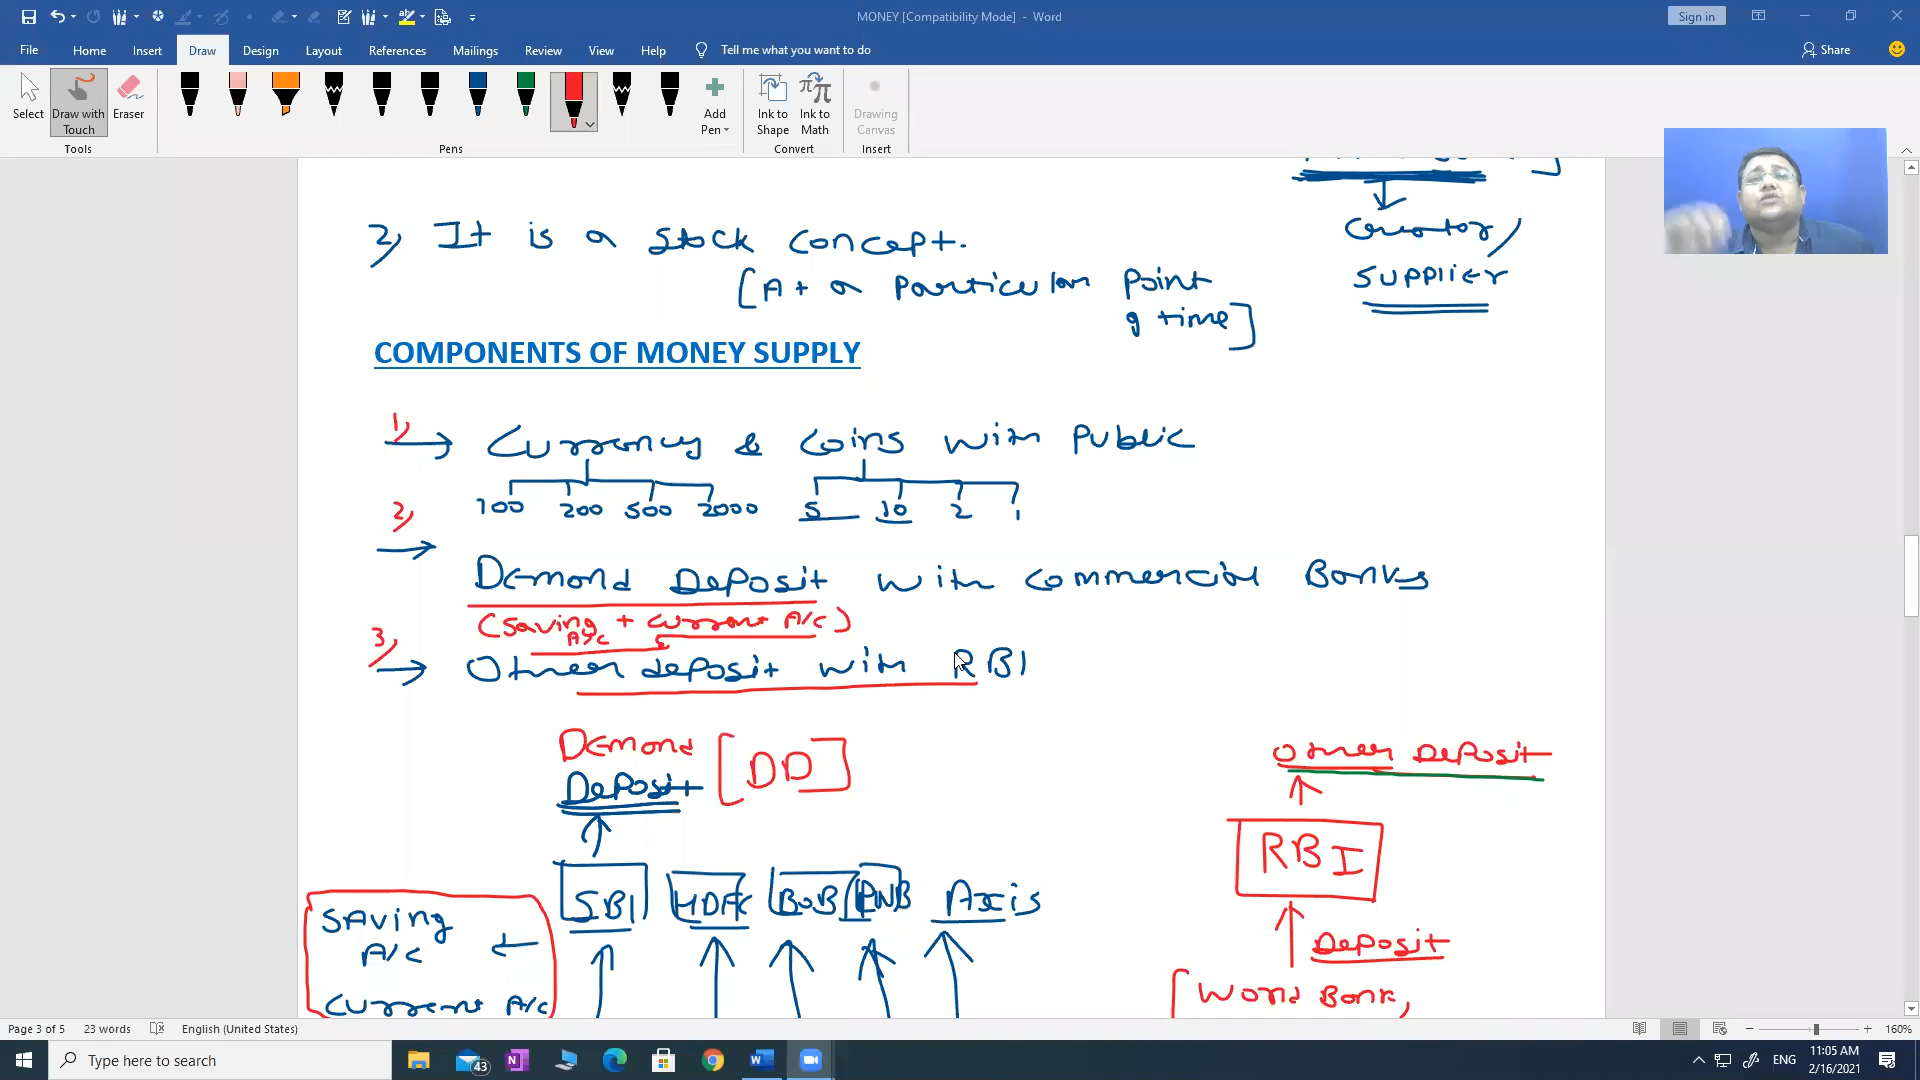 MONEY [Compatibility Mode] - Word
Sign in
File Home Insert Draw Design Layout References Mailings Review View Help Tell me what you want to do Share
Select Draw with Touch Eraser Add Pen Ink to Shape Ink to Math Drawing Canvas
Tools Pens Convert Insert
Creator/
Supplier
2) It is a stock concept.
[At a particular point
of time]
COMPONENTS OF MONEY SUPPLY
1) → Currency & Coins with Public
100 200 500 2000 5 10 2 1
2) →
Demand Deposit with commercial Banks
(saving A/c + current A/c)
3) → Other deposit with RBI
Demand [DD]
Deposit
Other Deposit
RBI
SBI HDFC BOB PNB Axis
Deposit
Saving
A/c
Current A/c
[World Bank,
Page 3 of 5 23 words English (United States) 160%
Type here to search
43
ENG
11:05 AM
2/16/2021